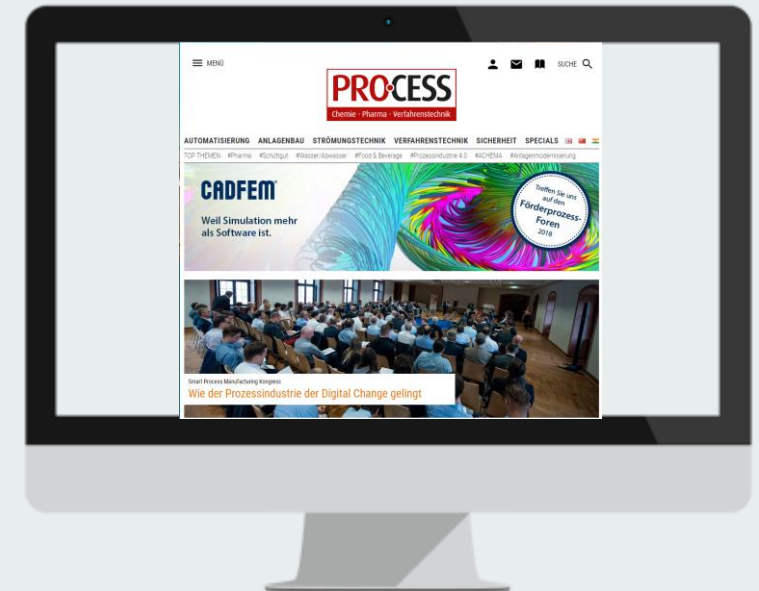 MENÜ
SUCHE
PROCESS
Chemie · Pharma · Verfahrenstechnik
AUTOMATISIERUNG ANLAGENBAU STRÖMUNGSTECHNIK VERFAHRENSTECHNIK SICHERHEIT SPECIALS
TOP-THEMEN: #Pharma #Schüttgut #Wasser/Abwasser #Food & Beverage #Prozessindustrie 4.0 #ACHEMA #Anlagenmodernisierung
CADFEM
Weil Simulation mehr
als Software ist.
Treffen Sie uns
auf den
Förderprozess-
Foren
2018
Smart Process Manufacturing Kongress
Wie der Prozessindustrie der Digital Change gelingt